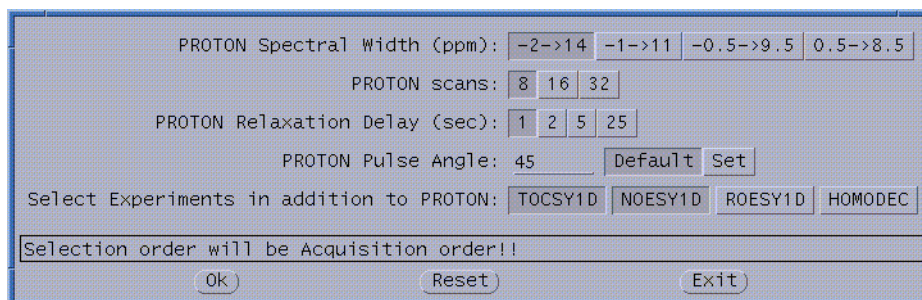 PROTON Spectral Width (ppm): -2->14 -1->11 -0.5->9.5 0.5->8.5
PROTON scans: 8 16 32
PROTON Relaxation Delay (sec): 1 2 5 25
PROTON Pulse Angle: 45 Default Set
Select Experiments in addition to PROTON: TOCSY1D NOESY1D ROESY1D HOMODEC
Selection order will be Acquisition order!!
Ok Reset Exit